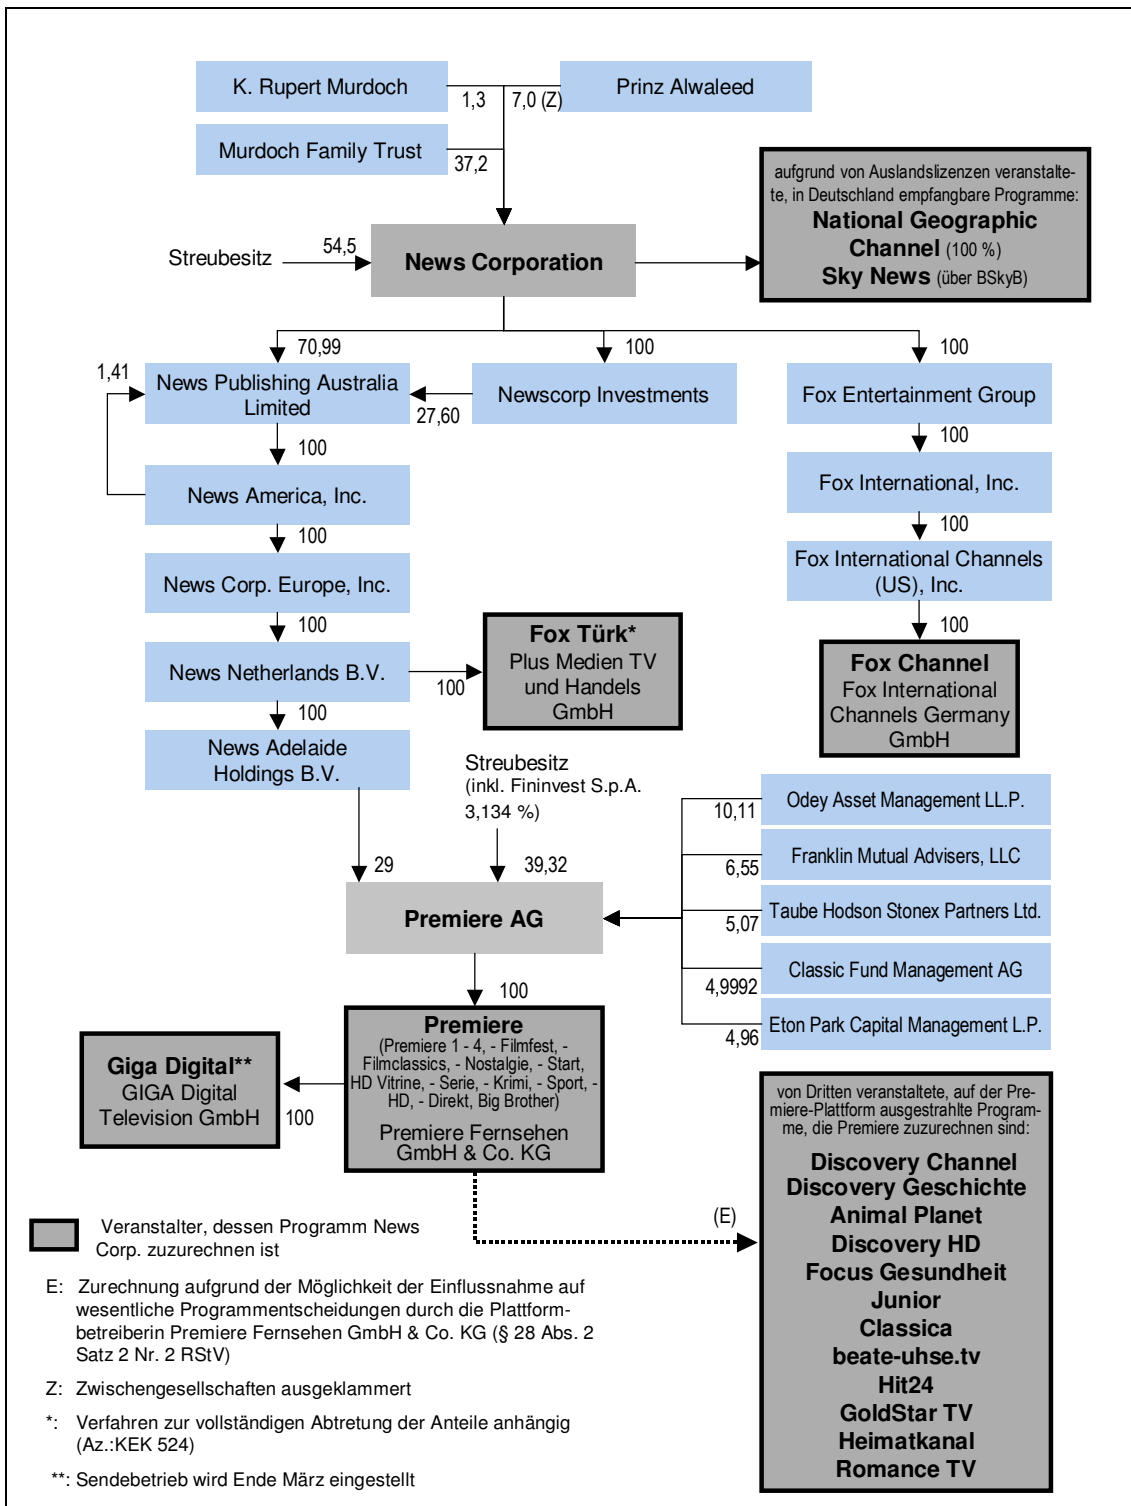 K. Rupert Murdoch
1,3
7,0 (Z)
Prinz Alwaleed
Murdoch Family Trust
37,2
aufgrund von Auslandslizenzen veranstalte-
te, in Deutschland empfangbare Programme:
National Geographic
Channel (100 %)
Sky News (über BSkyB)
Streubesitz
54,5
News Corporation
70,99
100
100
1,41
News Publishing Australia
Limited
27,60
Newscorp Investments
Fox Entertainment Group
100
100
News America, Inc.
Fox International, Inc.
100
100
News Corp. Europe, Inc.
Fox International Channels
(US), Inc.
100
100
News Netherlands B.V.
100
Fox Türk*
Plus Medien TV
und Handels
GmbH
Fox Channel
Fox International
Channels Germany
GmbH
100
News Adelaide
Holdings B.V.
Streubesitz
(inkl. Fininvest S.p.A.
3,134 %)
29
39,32
Premiere AG
10,11
Odey Asset Management LL.P.
6,55
Franklin Mutual Advisers, LLC
5,07
Taube Hodson Stonex Partners Ltd.
4,9992
Classic Fund Management AG
4,96
Eton Park Capital Management L.P.
100
Premiere
(Premiere 1 - 4, - Filmfest, -
Filmclassics, - Nostalgie, - Start,
HD Vitrine, - Serie, - Krimi, - Sport, -
HD, - Direkt, Big Brother)
Premiere Fernsehen
GmbH & Co. KG
Giga Digital**
GIGA Digital
Television GmbH
100
von Dritten veranstaltete, auf der Pre-
miere-Plattform ausgestrahlte Program-
me, die Premiere zuzurechnen sind:
Discovery Channel
Discovery Geschichte
Animal Planet
Discovery HD
Focus Gesundheit
Junior
Classica
beate-uhse.tv
Hit24
GoldStar TV
Heimatkanal
Romance TV
(E)
Veranstalter, dessen Programm News
Corp. zuzurechnen ist
E: Zurechnung aufgrund der Möglichkeit der Einflussnahme auf
wesentliche Programmentscheidungen durch die Plattform-
betreiberin Premiere Fernsehen GmbH & Co. KG (§ 28 Abs. 2
Satz 2 Nr. 2 RStV)
Z: Zwischengesellschaften ausgeklammert
*: Verfahren zur vollständigen Abtretung der Anteile anhängig
(Az.:KEK 524)
**: Sendebetrieb wird Ende März eingestellt